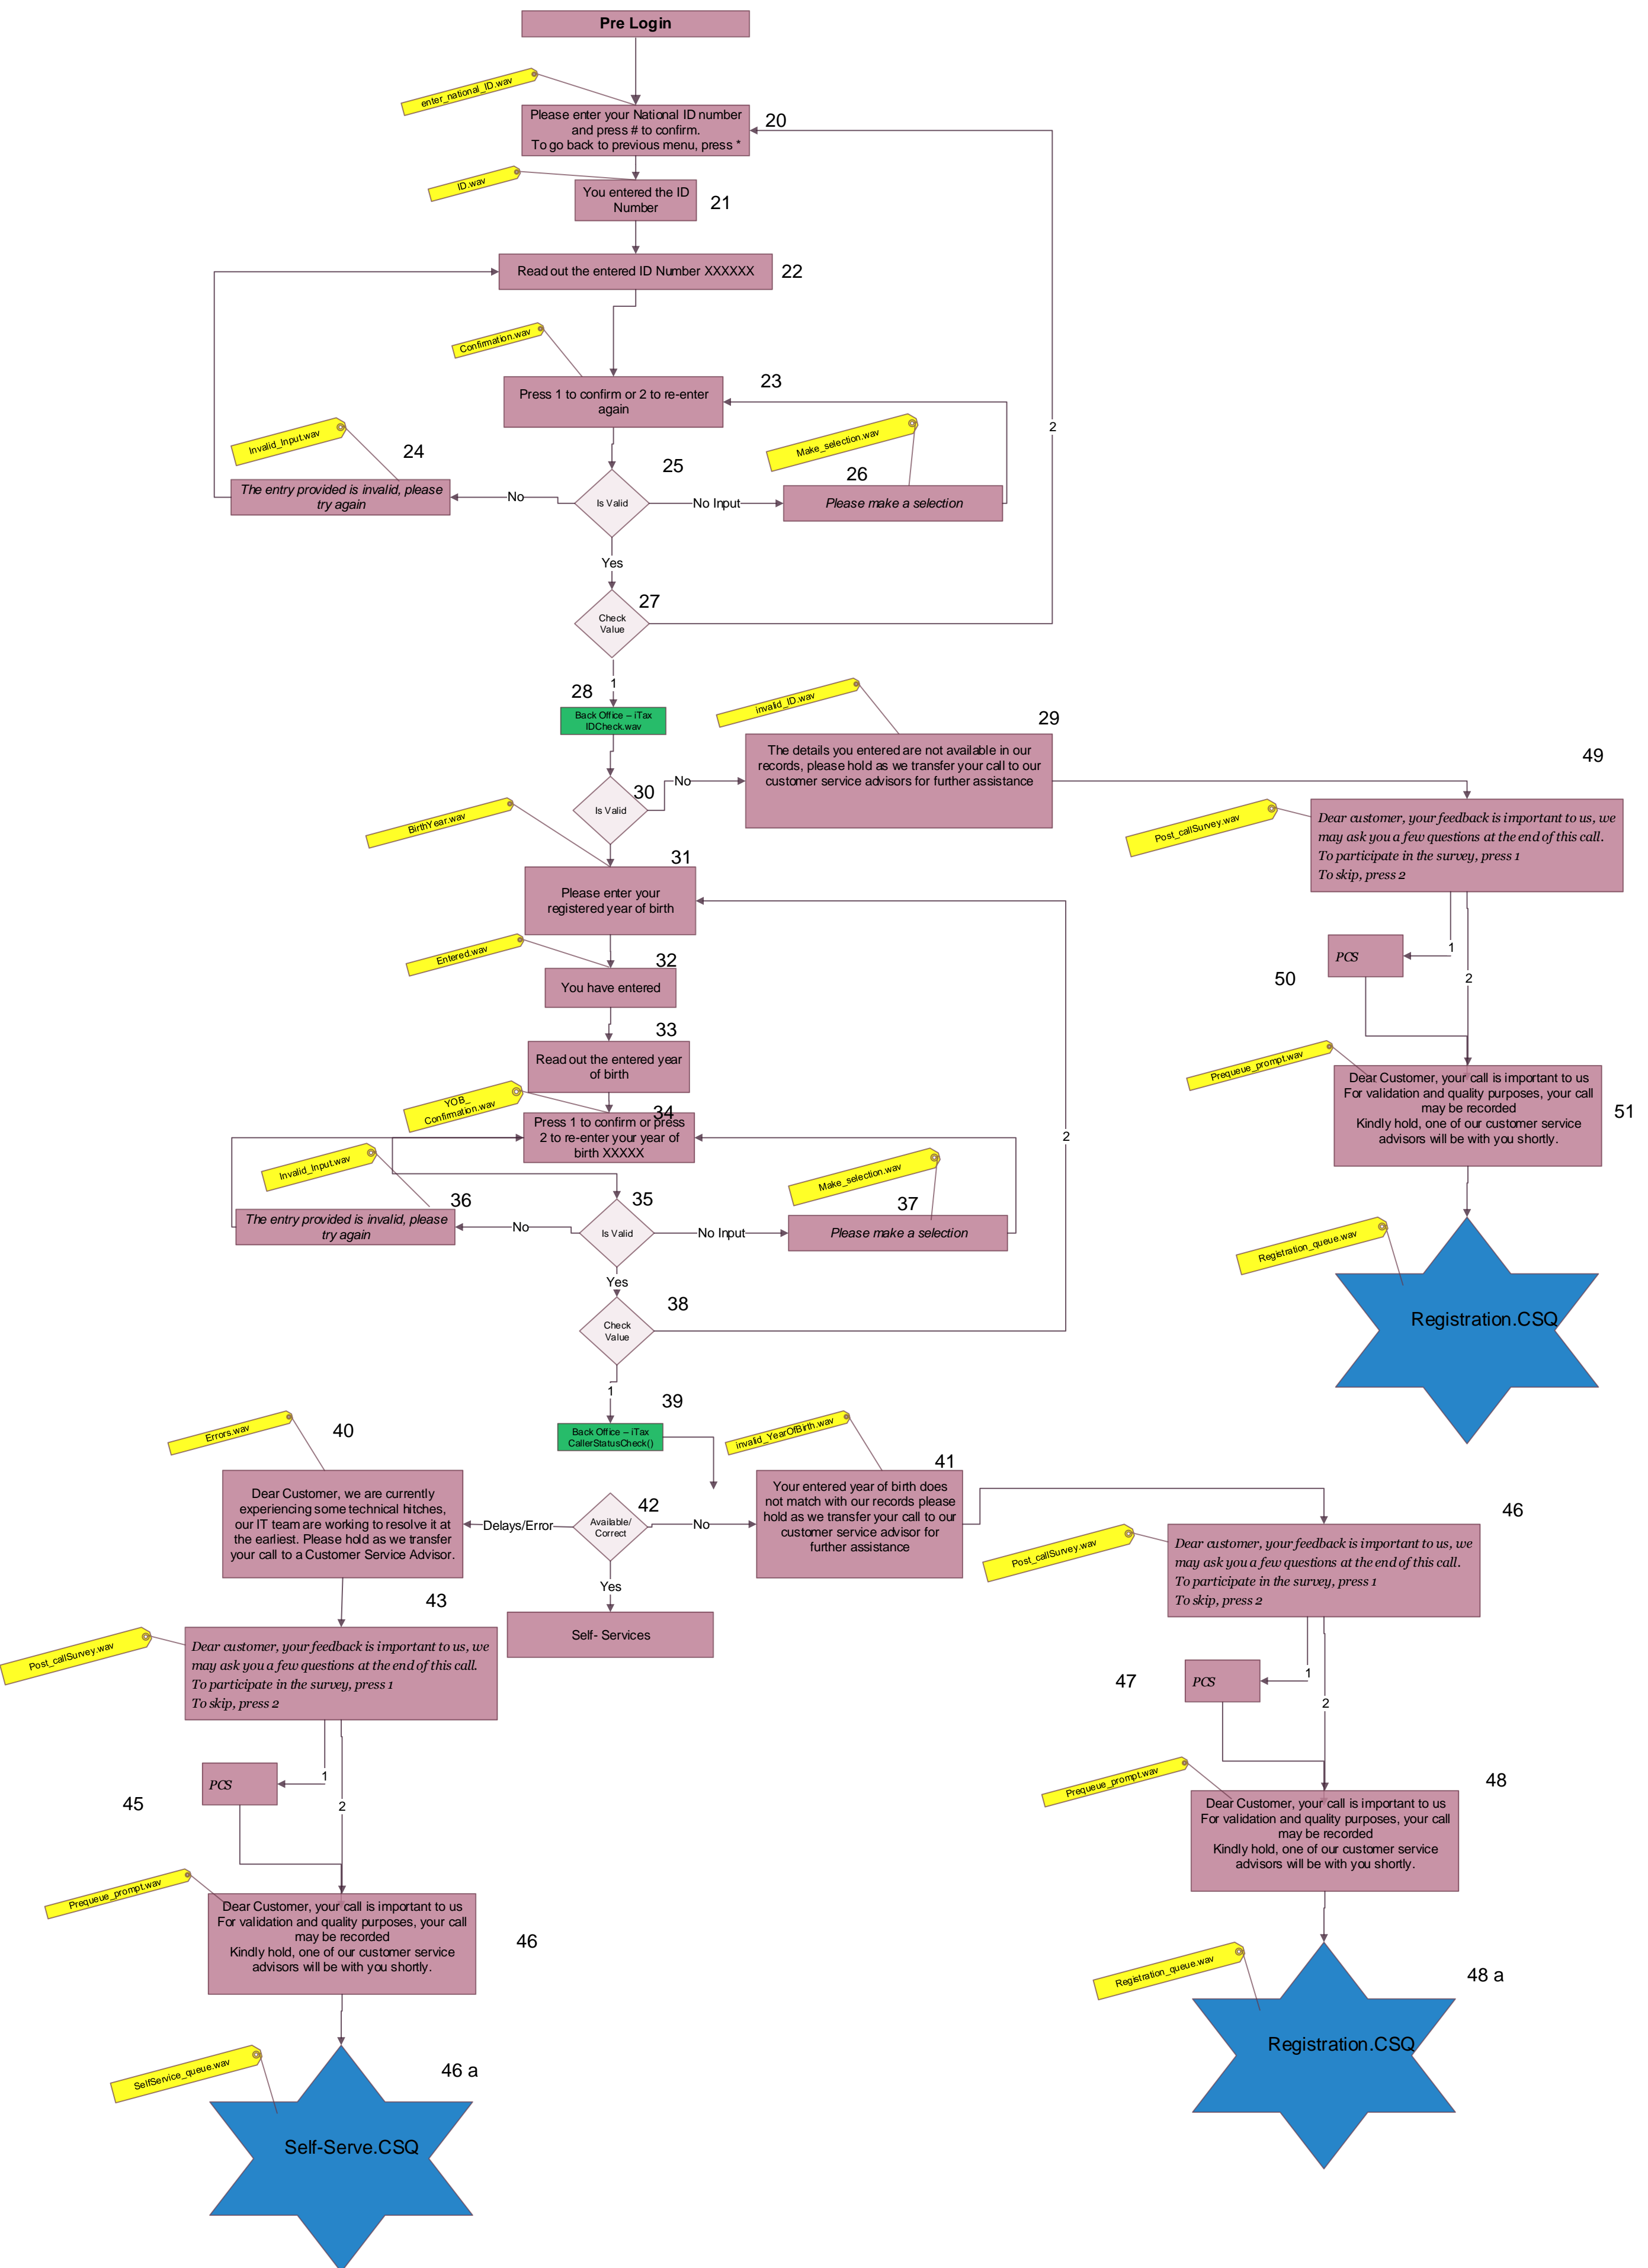 Pre Login
enter_national_ID.wav
Please enter your National ID number
and press # to confirm.
To go back to previous menu, press *
20
ID.wav
You entered the ID
Number
21
Read out the entered ID Number XXXXXX
22
Confirmation.wav
Press 1 to confirm or 2 to re-enter
again
23
2
Invalid_Input.wav
24
The entry provided is invalid, please
try again
No
25
Is Valid
No Input
Make_selection.wav
26
Please make a selection
Yes
27
Check
Value
1
28
Back Office – iTax
IDCheck.wav
invalid_ID.wav
29
The details you entered are not available in our
records, please hold as we transfer your call to our
customer service advisors for further assistance
30
Is Valid
No
49
Post_callSurvey.wav
Dear customer, your feedback is important to us, we
may ask you a few questions at the end of this call.
To participate in the survey, press 1
To skip, press 2
BirthYear.wav
31
Please enter your
registered year of birth
Entered.wav
32
You have entered
1
PCS
2
50
33
Read out the entered year
of birth
Prequeue_prompt.wav
Dear Customer, your call is important to us
For validation and quality purposes, your call
may be recorded
Kindly hold, one of our customer service
advisors will be with you shortly.
51
YOB_
Confirmation.wav
34
Press 1 to confirm or press
2 to re-enter your year of
birth XXXXX
2
Invalid_Input.wav
36
The entry provided is invalid, please
try again
No
35
Is Valid
No Input
Make_selection.wav
37
Please make a selection
Registration_queue.wav
Registration.CSQ
Yes
38
Check
Value
1
39
Back Office – iTax
CallerStatusCheck()
Errors.wav
40
Dear Customer, we are currently
experiencing some technical hitches,
our IT team are working to resolve it at
the earliest. Please hold as we transfer
your call to a Customer Service Advisor.
Delays/Error
42
Available/
Correct
No
invalid_YearOfBirth.wav
41
Your entered year of birth does
not match with our records please
hold as we transfer your call to our
customer service advisor for
further assistance
Yes
Self- Services
46
Post_callSurvey.wav
Dear customer, your feedback is important to us, we
may ask you a few questions at the end of this call.
To participate in the survey, press 1
To skip, press 2
43
Post_callSurvey.wav
Dear customer, your feedback is important to us, we
may ask you a few questions at the end of this call.
To participate in the survey, press 1
To skip, press 2
47
PCS
1
2
PCS
1
2
45
Prequeue_prompt.wav
48
Dear Customer, your call is important to us
For validation and quality purposes, your call
may be recorded
Kindly hold, one of our customer service
advisors will be with you shortly.
Prequeue_prompt.wav
Dear Customer, your call is important to us
For validation and quality purposes, your call
may be recorded
Kindly hold, one of our customer service
advisors will be with you shortly.
46
Registration_queue.wav
48 a
Registration.CSQ
SelfService_queue.wav
46 a
Self-Serve.CSQ